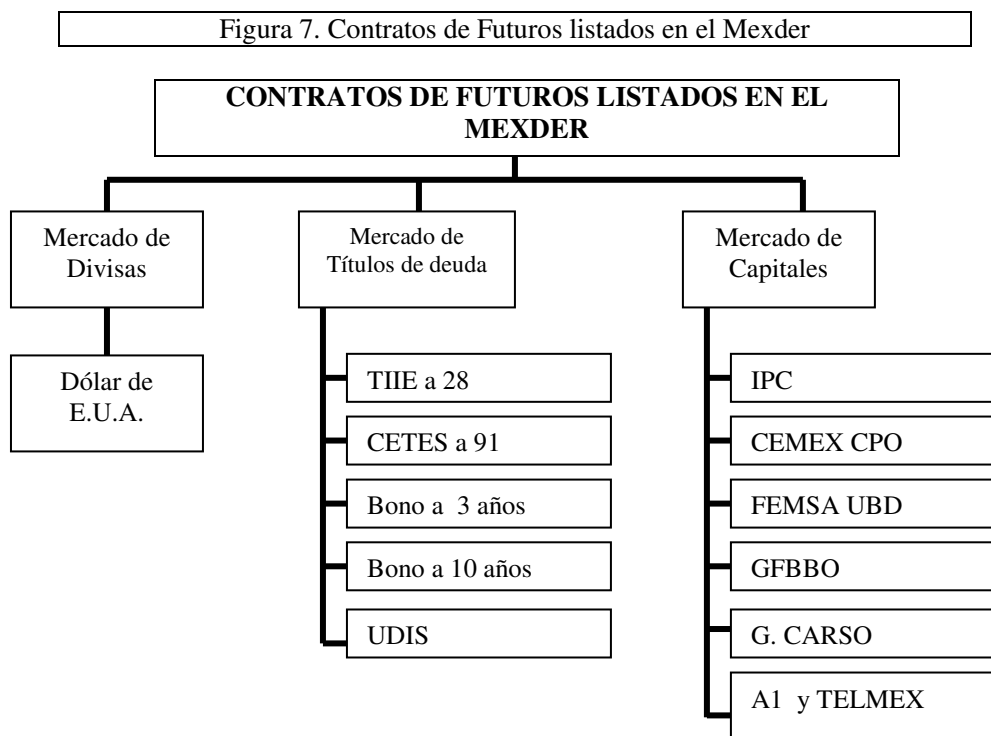 Figura 7. Contratos de Futuros listados en el Mexder
CONTRATOS DE FUTUROS LISTADOS EN EL
MEXDER
Mercado de
Divisas
Dólar de
E.U.A.
Mercado de
Títulos de deuda
TIIE a 28
CETES a 91
Bono a 3 años
Bono a 10 años
UDIS
Mercado de
Capitales
IPC
CEMEX CPO
FEMSA UBD
GFBBO
G. CARSO
A1 y TELMEX